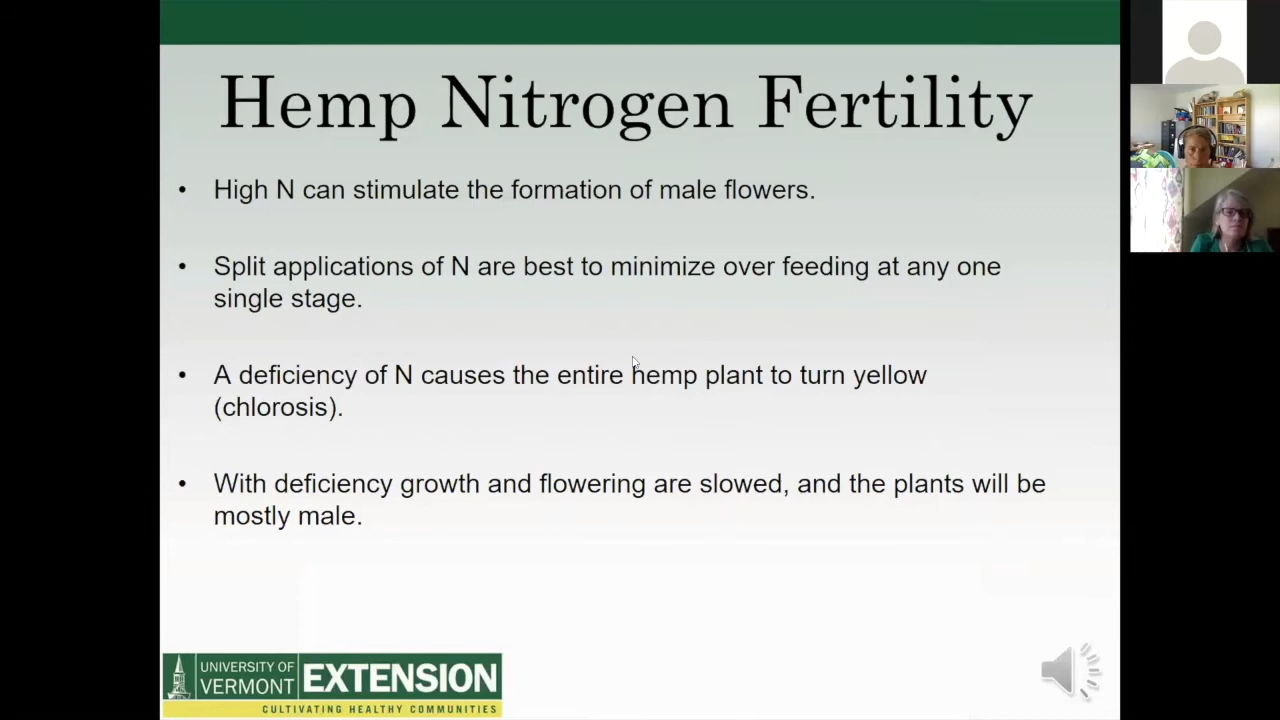 Hemp Nitrogen Fertility
• High N can stimulate the formation of male flowers.
• Split applications of N are best to minimize over feeding at any one
single stage.
• A deficiency of N causes the entire hemp plant to turn yellow
(chlorosis).
• With deficiency growth and flowering are slowed, and the plants will be
mostly male.
UNIVERSITY OF
VERMONT
EXTENSION
CULTIVATING HEALTHY COMMUNITIES